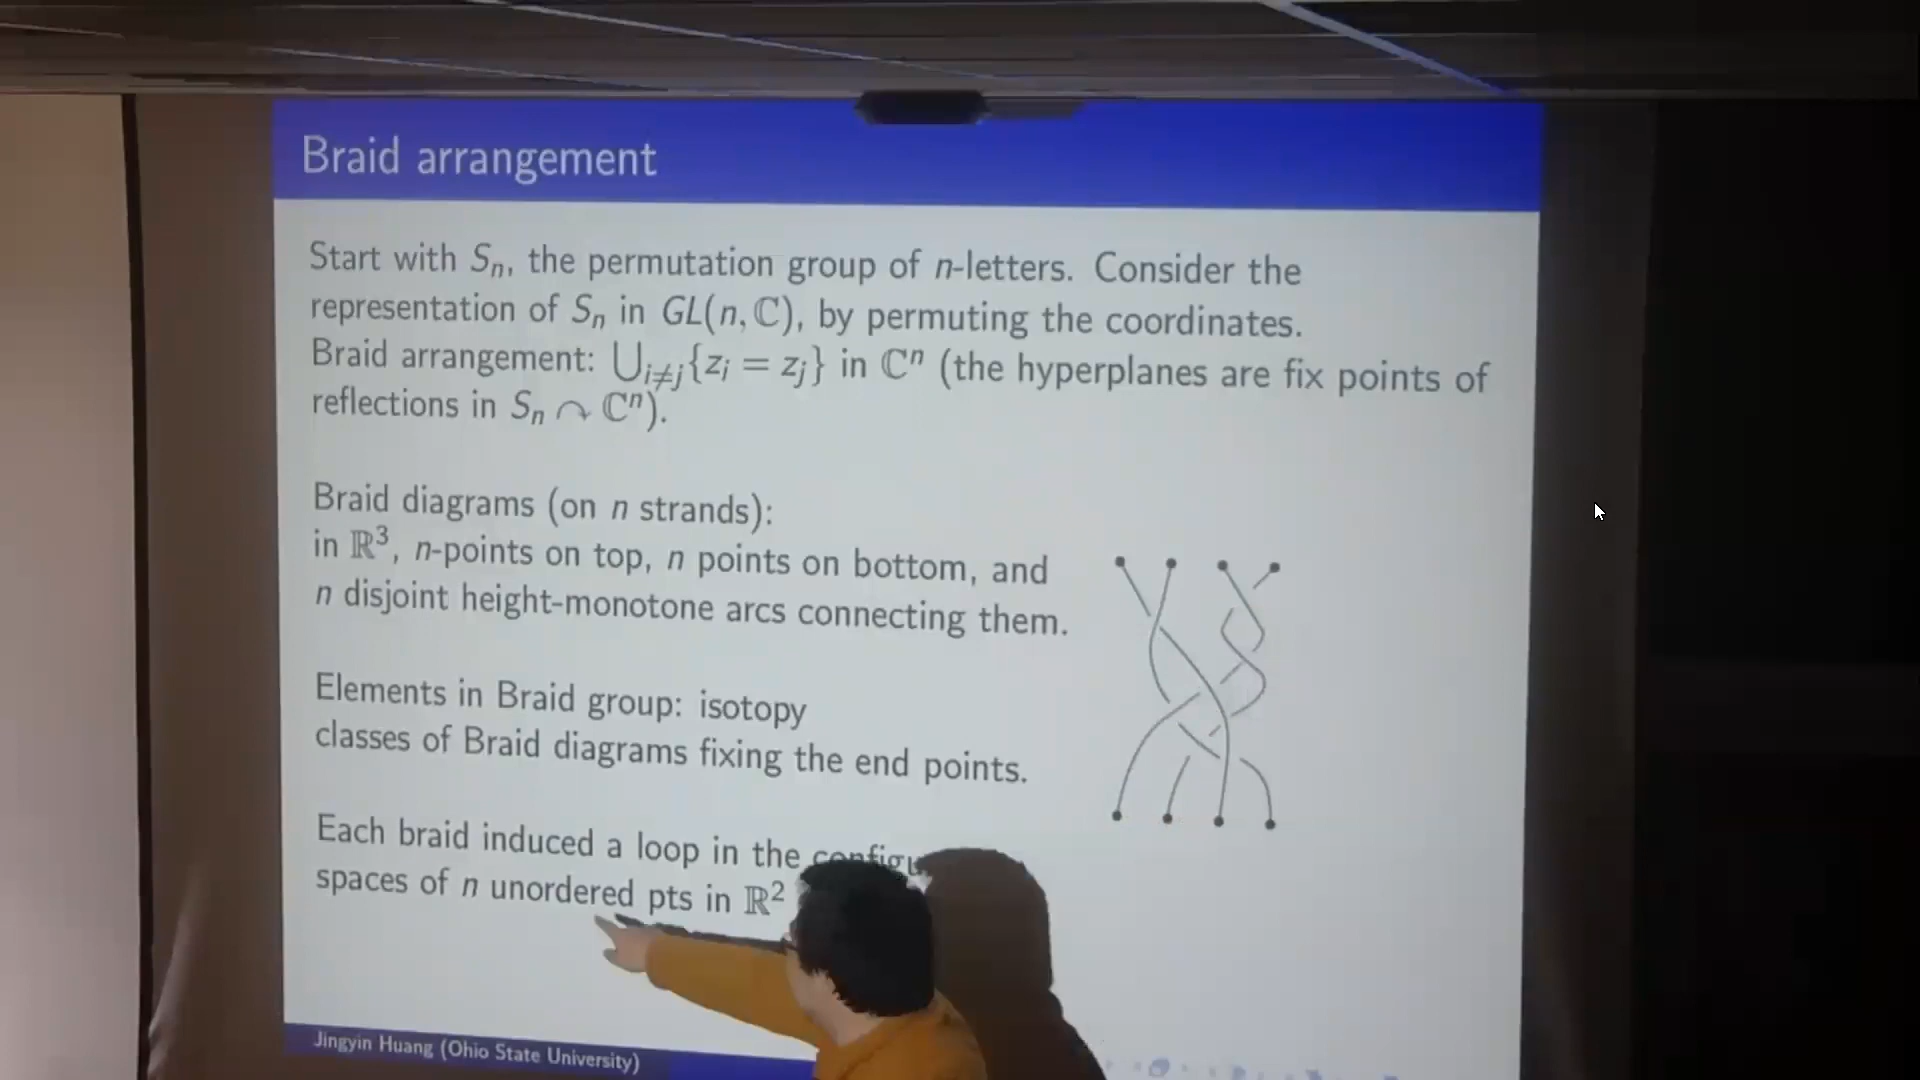 Braid arrangement
Start with Sₙ, the permutation group of n-letters. Consider the
representation of Sₙ in GL(n, ℂ), by permuting the coordinates.
Braid arrangement: ⋃_{i≠j}{z_i = z_j} in ℂⁿ (the hyperplanes are fix points of
reflections in Sₙ ↷ ℂⁿ).
Braid diagrams (on n strands):
in ℝ³, n-points on top, n points on bottom, and
n disjoint height-monotone arcs connecting them.
Elements in Braid group: isotopy
classes of Braid diagrams fixing the end points.
Each braid induced a loop in the
spaces of n unordered pts in ℝ²
Jingyin Huang (Ohio State University)